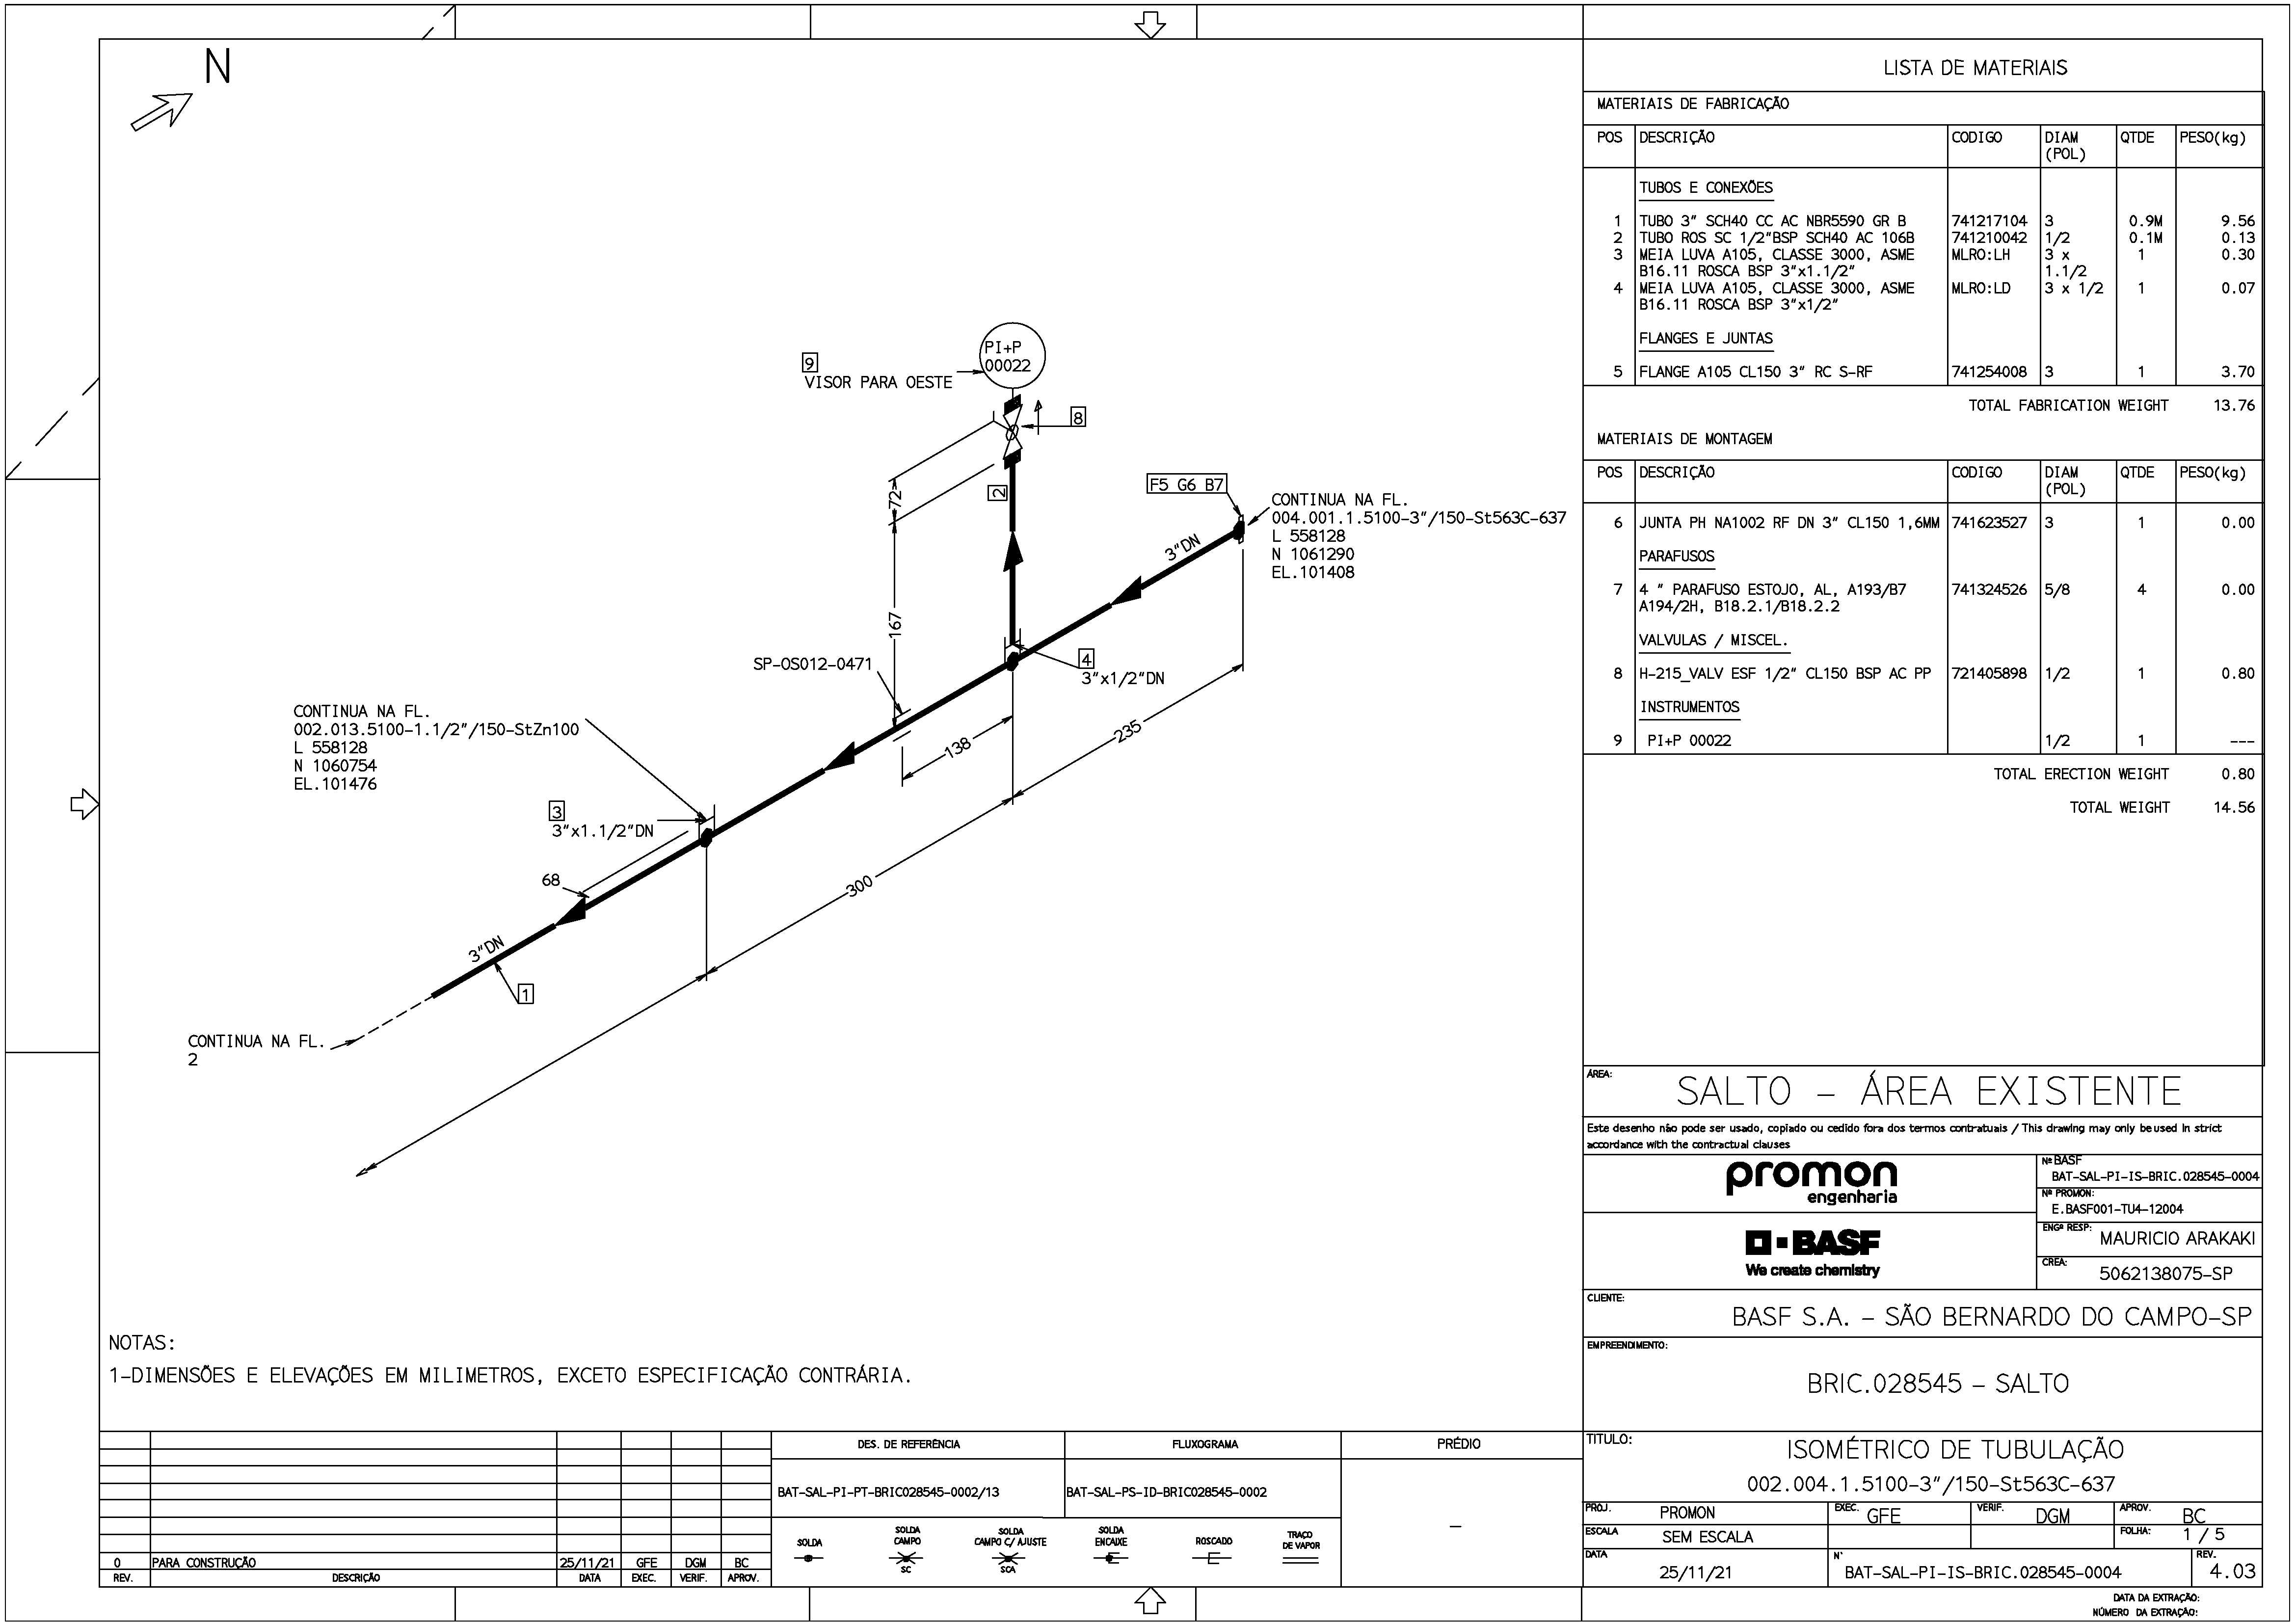 N
PI+P
00022
9
VISOR PARA OESTE
8
72
2
F5 G6 B7
CONTINUA NA FL.
004.001.1.5100-3"/150-St563C-637
L 558128
N 1061290
EL.101408
3"DN
167
SP-OS012-0471
4
3"x1/2"DN
CONTINUA NA FL.
002.013.5100-1.1/2"/150-StZn100
L 558128
N 1060754
EL.101476
138
235
3
3"x1.1/2"DN
68
300
3"DN
1
CONTINUA NA FL.
2
NOTAS:
1-DIMENSÕES E ELEVAÇÕES EM MILIMETROS, EXCETO ESPECIFICAÇÃO CONTRÁRIA.
LISTA DE MATERIAIS
MATERIAIS DE FABRICAÇÃO
POS DESCRIÇÃO CODIGO DIAM QTDE PESO(kg)
(POL)
TUBOS E CONEXÕES
1 TUBO 3" SCH40 CC AC NBR5590 GR B 741217104 3 0.9M 9.56
2 TUBO ROS SC 1/2"BSP SCH40 AC 106B 741210042 1/2 0.1M 0.13
3 MEIA LUVA A105, CLASSE 3000, ASME MLRO:LH 3 x 1 0.30
B16.11 ROSCA BSP 3"x1.1/2" 1.1/2
4 MEIA LUVA A105, CLASSE 3000, ASME MLRO:LD 3 x 1/2 1 0.07
B16.11 ROSCA BSP 3"x1/2"
FLANGES E JUNTAS
5 FLANGE A105 CL150 3" RC S-RF 741254008 3 1 3.70
TOTAL FABRICATION WEIGHT 13.76
MATERIAIS DE MONTAGEM
POS DESCRIÇÃO CODIGO DIAM QTDE PESO(kg)
(POL)
6 JUNTA PH NA1002 RF DN 3" CL150 1,6MM 741623527 3 1 0.00
PARAFUSOS
7 4 " PARAFUSO ESTOJO, AL, A193/B7 741324526 5/8 4 0.00
A194/2H, B18.2.1/B18.2.2
VALVULAS / MISCEL.
8 H-215_VALV ESF 1/2" CL150 BSP AC PP 721405898 1/2 1 0.80
INSTRUMENTOS
9 PI+P 00022 1/2 1 ---
TOTAL ERECTION WEIGHT 0.80
TOTAL WEIGHT 14.56
ÁREA:
SALTO - ÁREA EXISTENTE
Este desenho não pode ser usado, copiado ou cedido fora dos termos contratuais / This drawing may only be used in strict
accordance with the contractual clauses
promon
engenharia
Nº BASF
BAT-SAL-PI-IS-BRIC.028545-0004
Nº PROMON:
E.BASF001-TU4-12004
BASF
We create chemistry
ENGº RESP:
MAURICIO ARAKAKI
CREA:
5062138075-SP
CLIENTE:
BASF S.A. - SÃO BERNARDO DO CAMPO-SP
EMPREENDIMENTO:
BRIC.028545 - SALTO
TITULO:
ISOMÉTRICO DE TUBULAÇÃO
002.004.1.5100-3"/150-St563C-637
PROJ. PROMON EXEC. GFE VERIF. DGM APROV. BC
ESCALA SEM ESCALA FOLHA: 1 / 5
DATA 25/11/21 Nº BAT-SAL-PI-IS-BRIC.028545-0004 REV. 4.03
DATA DA EXTRAÇÃO:
NÚMERO DA EXTRAÇÃO:
DES. DE REFERÊNCIA FLUXOGRAMA PRÉDIO
BAT-SAL-PI-PT-BRIC028545-0002/13 BAT-SAL-PS-ID-BRIC028545-0002
-
SOLDA
SOLDA CAMPO
SC
SOLDA CAMPO C/ AJUSTE
SCA
SOLDA ENCAIXE
ROSCADO
TRAÇO DE VAPOR
0 PARA CONSTRUÇÃO 25/11/21 GFE DGM BC
REV. DESCRIÇÃO DATA EXEC. VERIF. APROV.